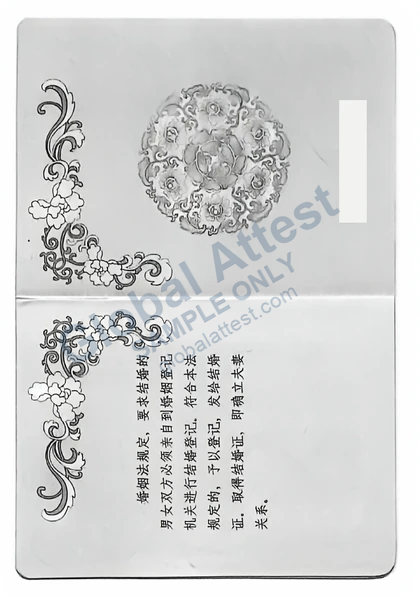 婚姻法规定，要求结婚的
男女双方必须亲自到婚姻登记
机关进行结婚登记。符合本法
规定的，予以登记，发给结婚
证。取得结婚证，即确立夫妻
关系。
Global Attest
SAMPLE ONLY
globalattest.com